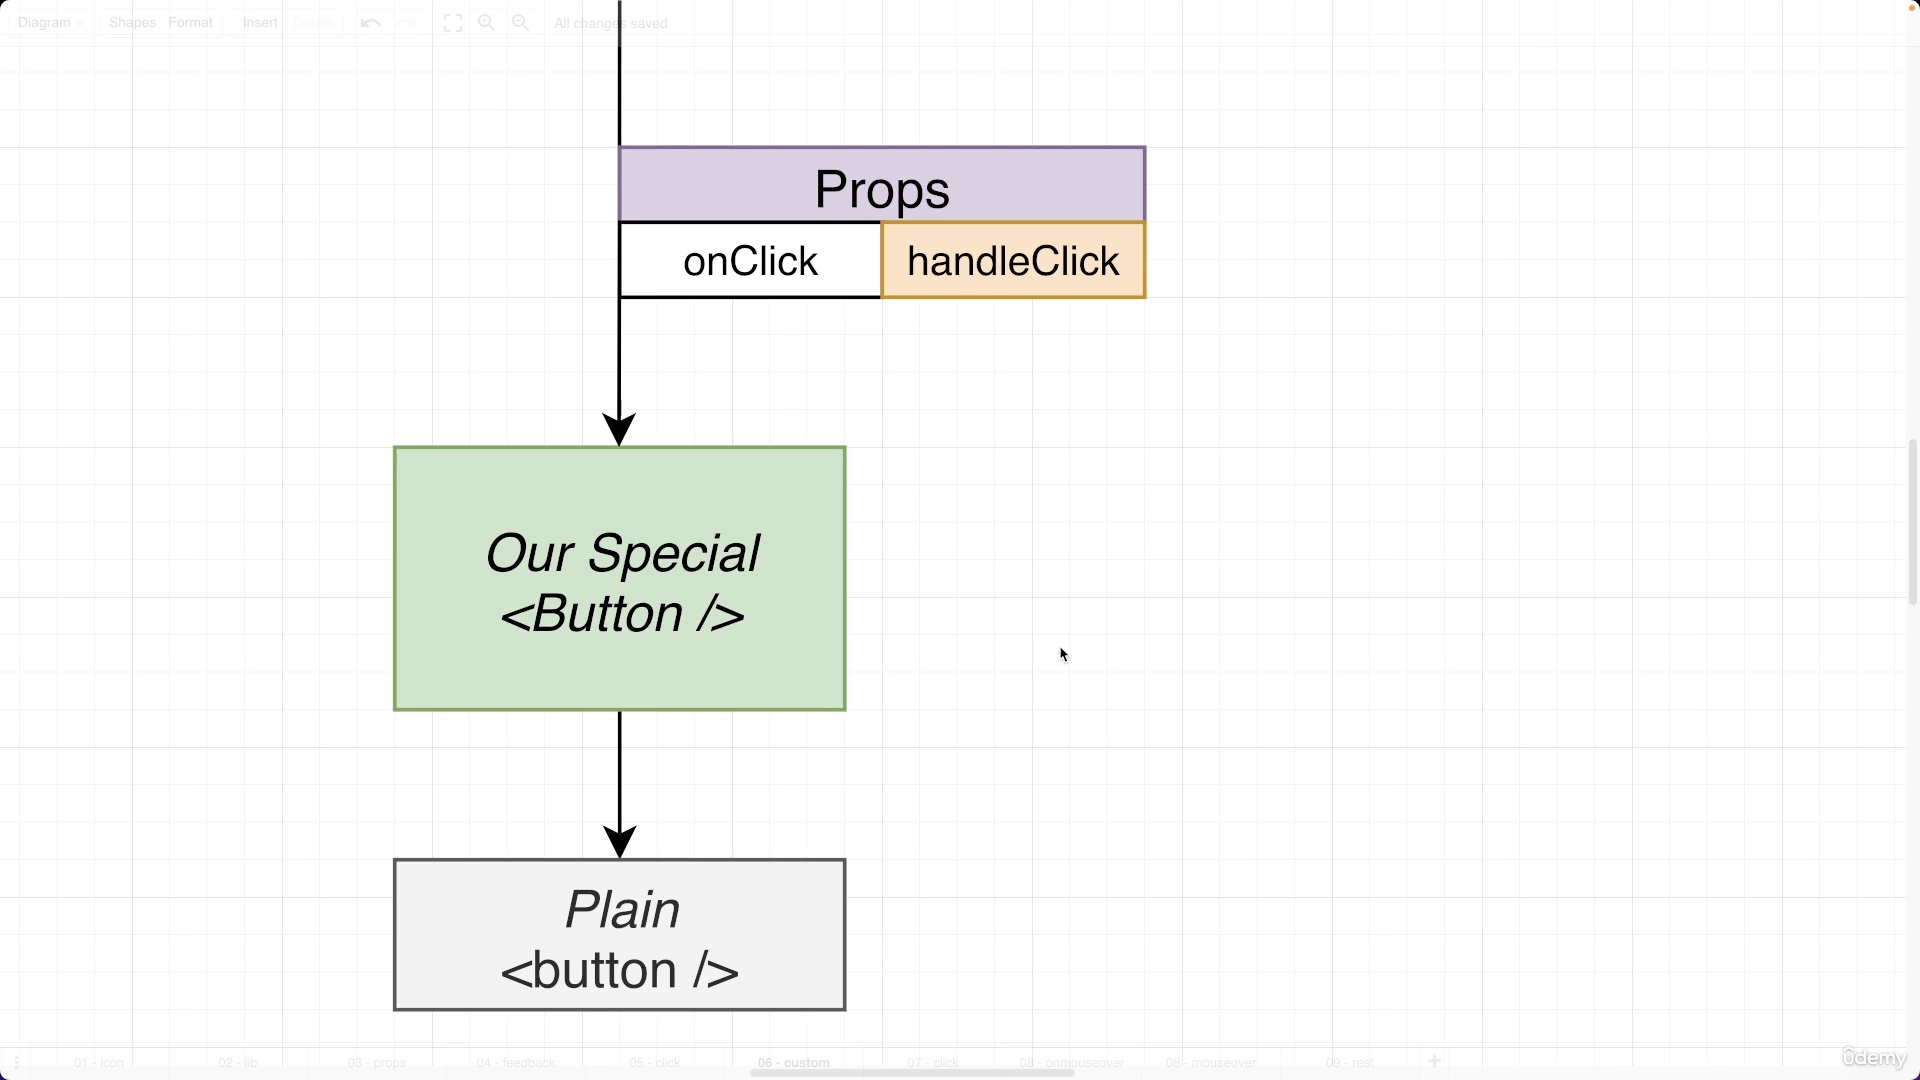 Diagram
Shapes
Format
Insert
Delete
All changes saved
Props
onClick
handleClick
Our Special
<Button />
Plain
<button />
01 - icon
02 - lib
03 - props
04 - feedback
05 - click
06 - custom
07 - click
08 - onmouseover
08 - mouseover
09 - rest
ûdemy